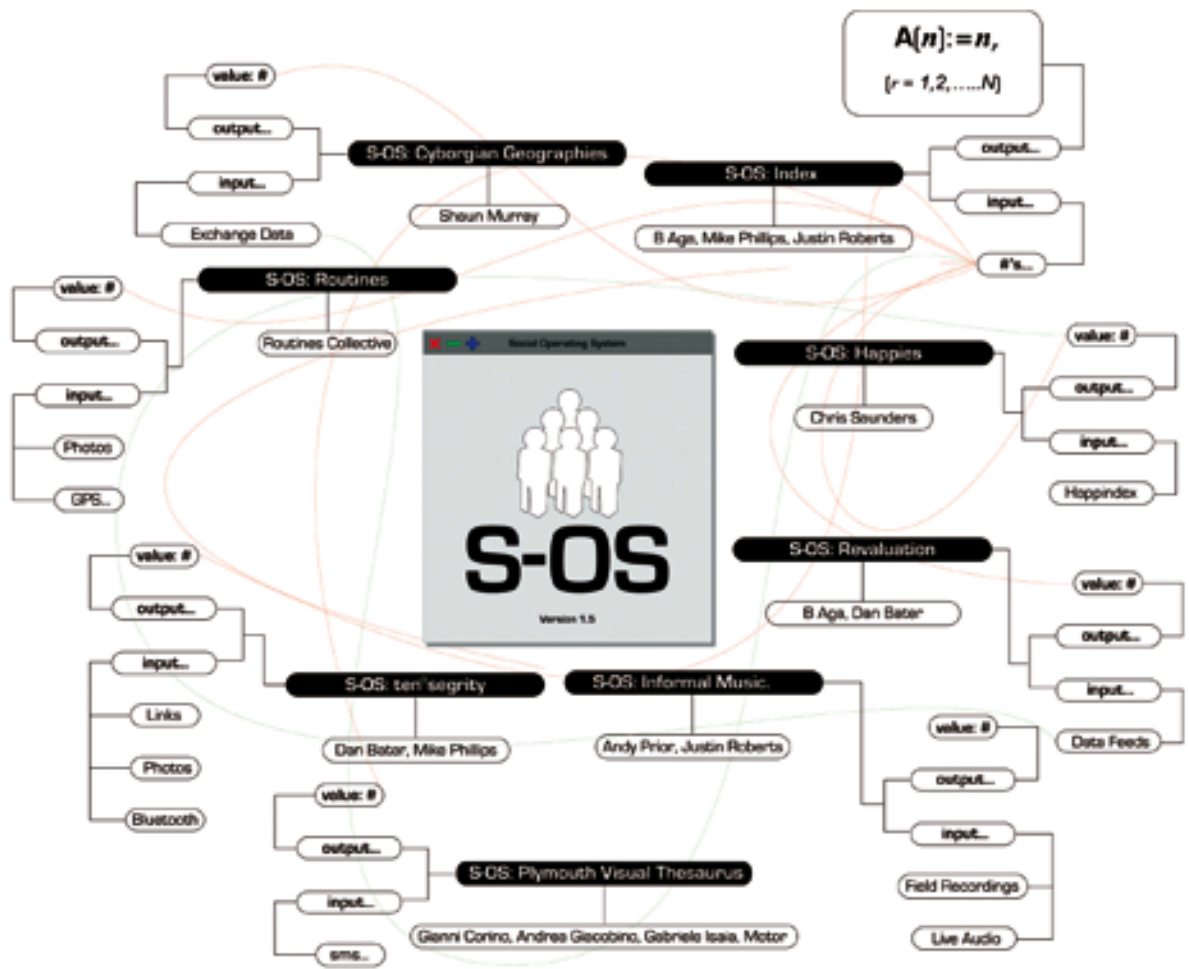 A(n):=n,
(r = 1,2,.....N)
value: #
output...
input...
Exchange Data
S-OS: Cyborgian Geographies
Shaun Murray
S-OS: Index
B Aga, Mike Phillips, Justin Roberts
output...
input...
#'s...
S-OS: Routines
Routines Collective
value: #
output...
input...
Photos
GPS...
Social Operating System
S-OS
Version 1.5
S-OS: Happies
Chris Saunders
value: #
output...
input...
Happindex
S-OS: Revaluation
B Aga, Dan Bater
value: #
output...
input...
Data Feeds
value: #
output...
input...
Links
Photos
Bluetooth
S-OS: ten*segrity
Dan Bater, Mike Phillips
S-OS: Informal Music.
Andy Prior, Justin Roberts
value: #
output...
input...
Field Recordings
Live Audio
value: #
output...
input...
sms...
S-OS: Plymouth Visual Thesaurus
Gianni Corino, Andrea Giacobino, Gabriele Isaia, Motor